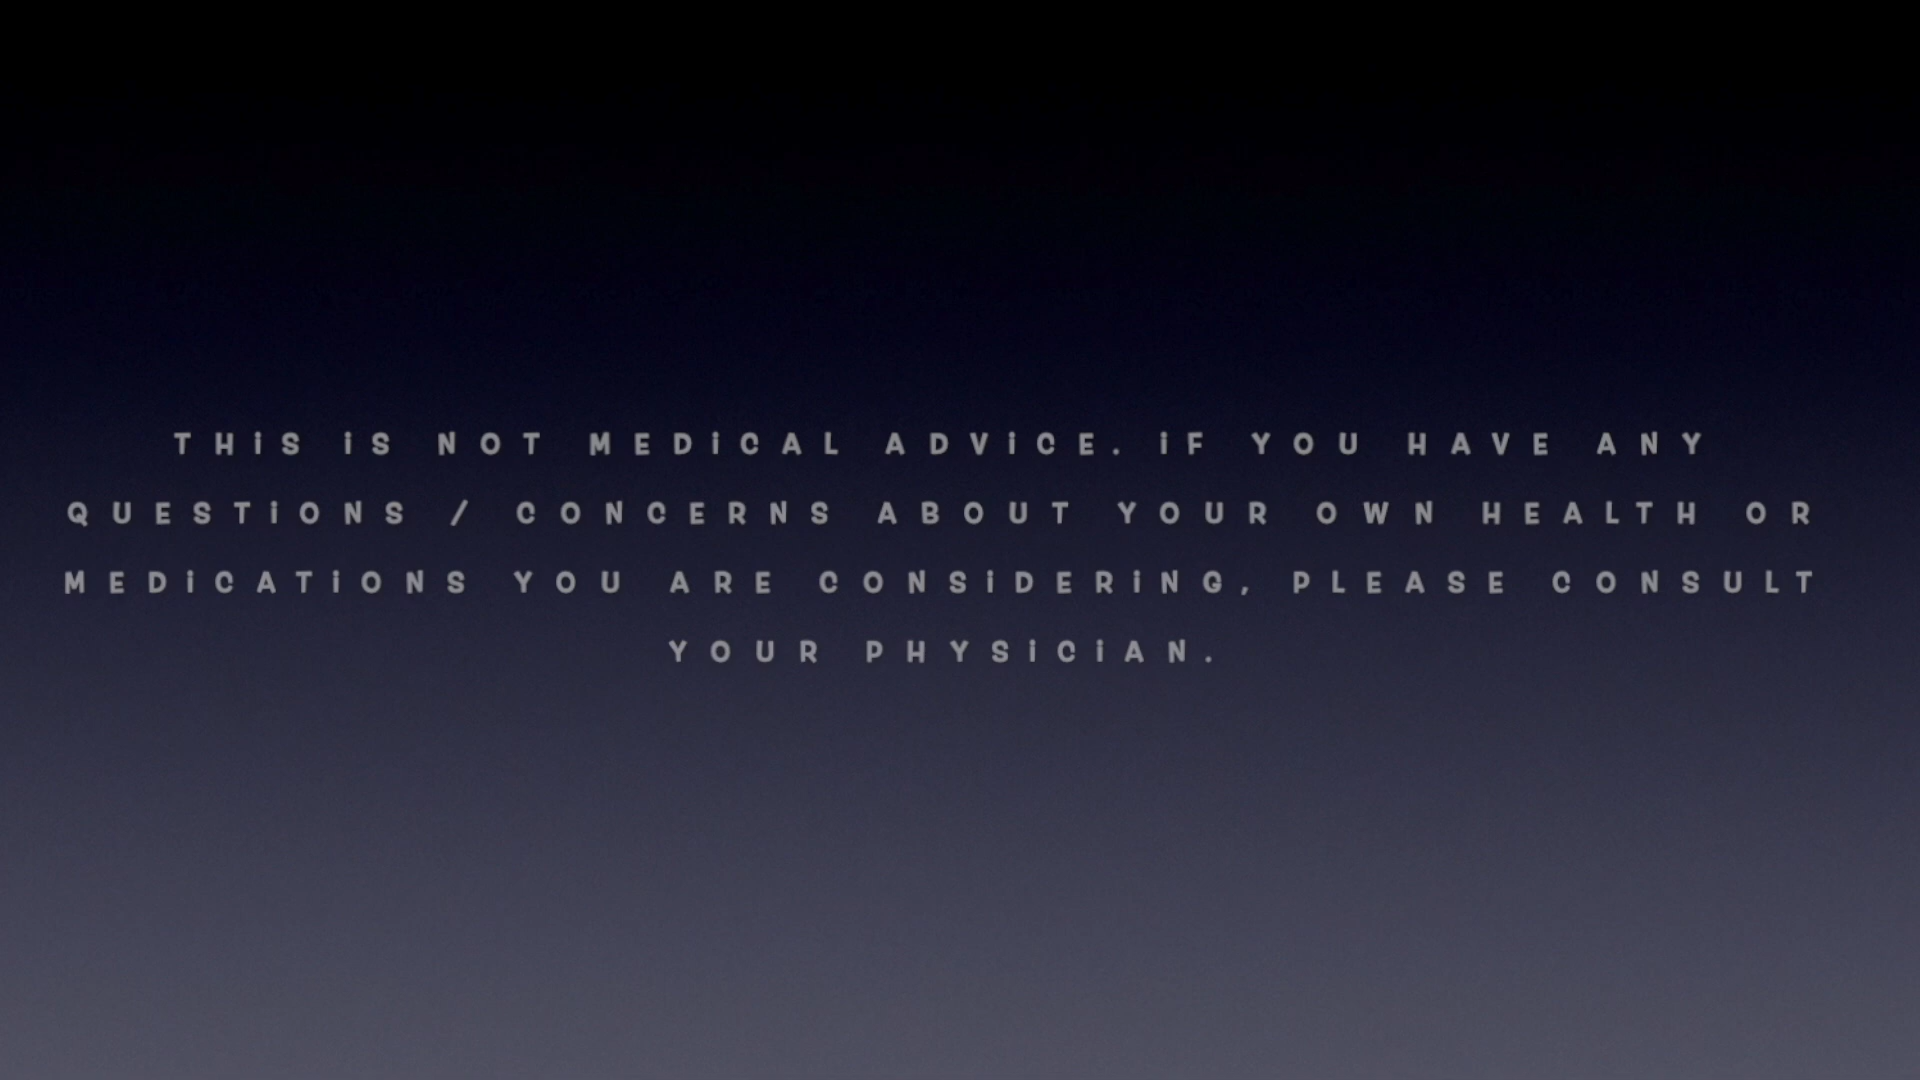 THiS iS NOT MEDiCAL ADViCE. iF YOU HAVE ANY
QUESTiONS / CONCERNS ABOUT YOUR OWN HEALTH OR
MEDiCATiONS YOU ARE CONSiDERiNG, PLEASE CONSULT
YOUR PHYSiCiAN.